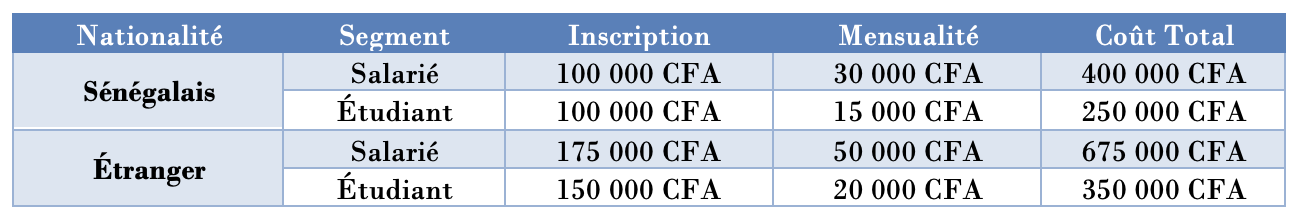 Nationalité Segment Inscription Mensualité Coût Total
Sénégalais Salarié 100 000 CFA 30 000 CFA 400 000 CFA
Étudiant 100 000 CFA 15 000 CFA 250 000 CFA
Étranger Salarié 175 000 CFA 50 000 CFA 675 000 CFA
Étudiant 150 000 CFA 20 000 CFA 350 000 CFA